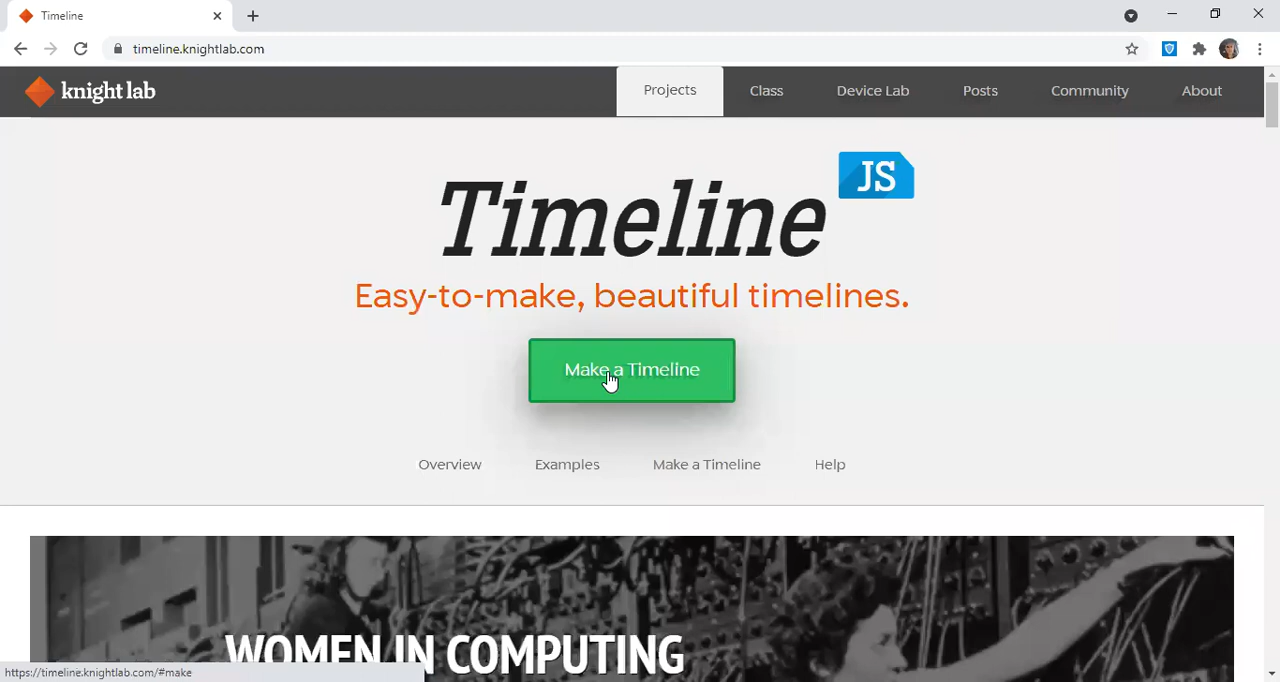 Timeline
timeline.knightlab.com
knight lab
Projects
Class
Device Lab
Posts
Community
About
Timeline
JS
Easy-to-make, beautiful timelines.
Make a Timeline
Overview
Examples
Make a Timeline
Help
WOMEN IN COMPUTING
https://timeline.knightlab.com/#make